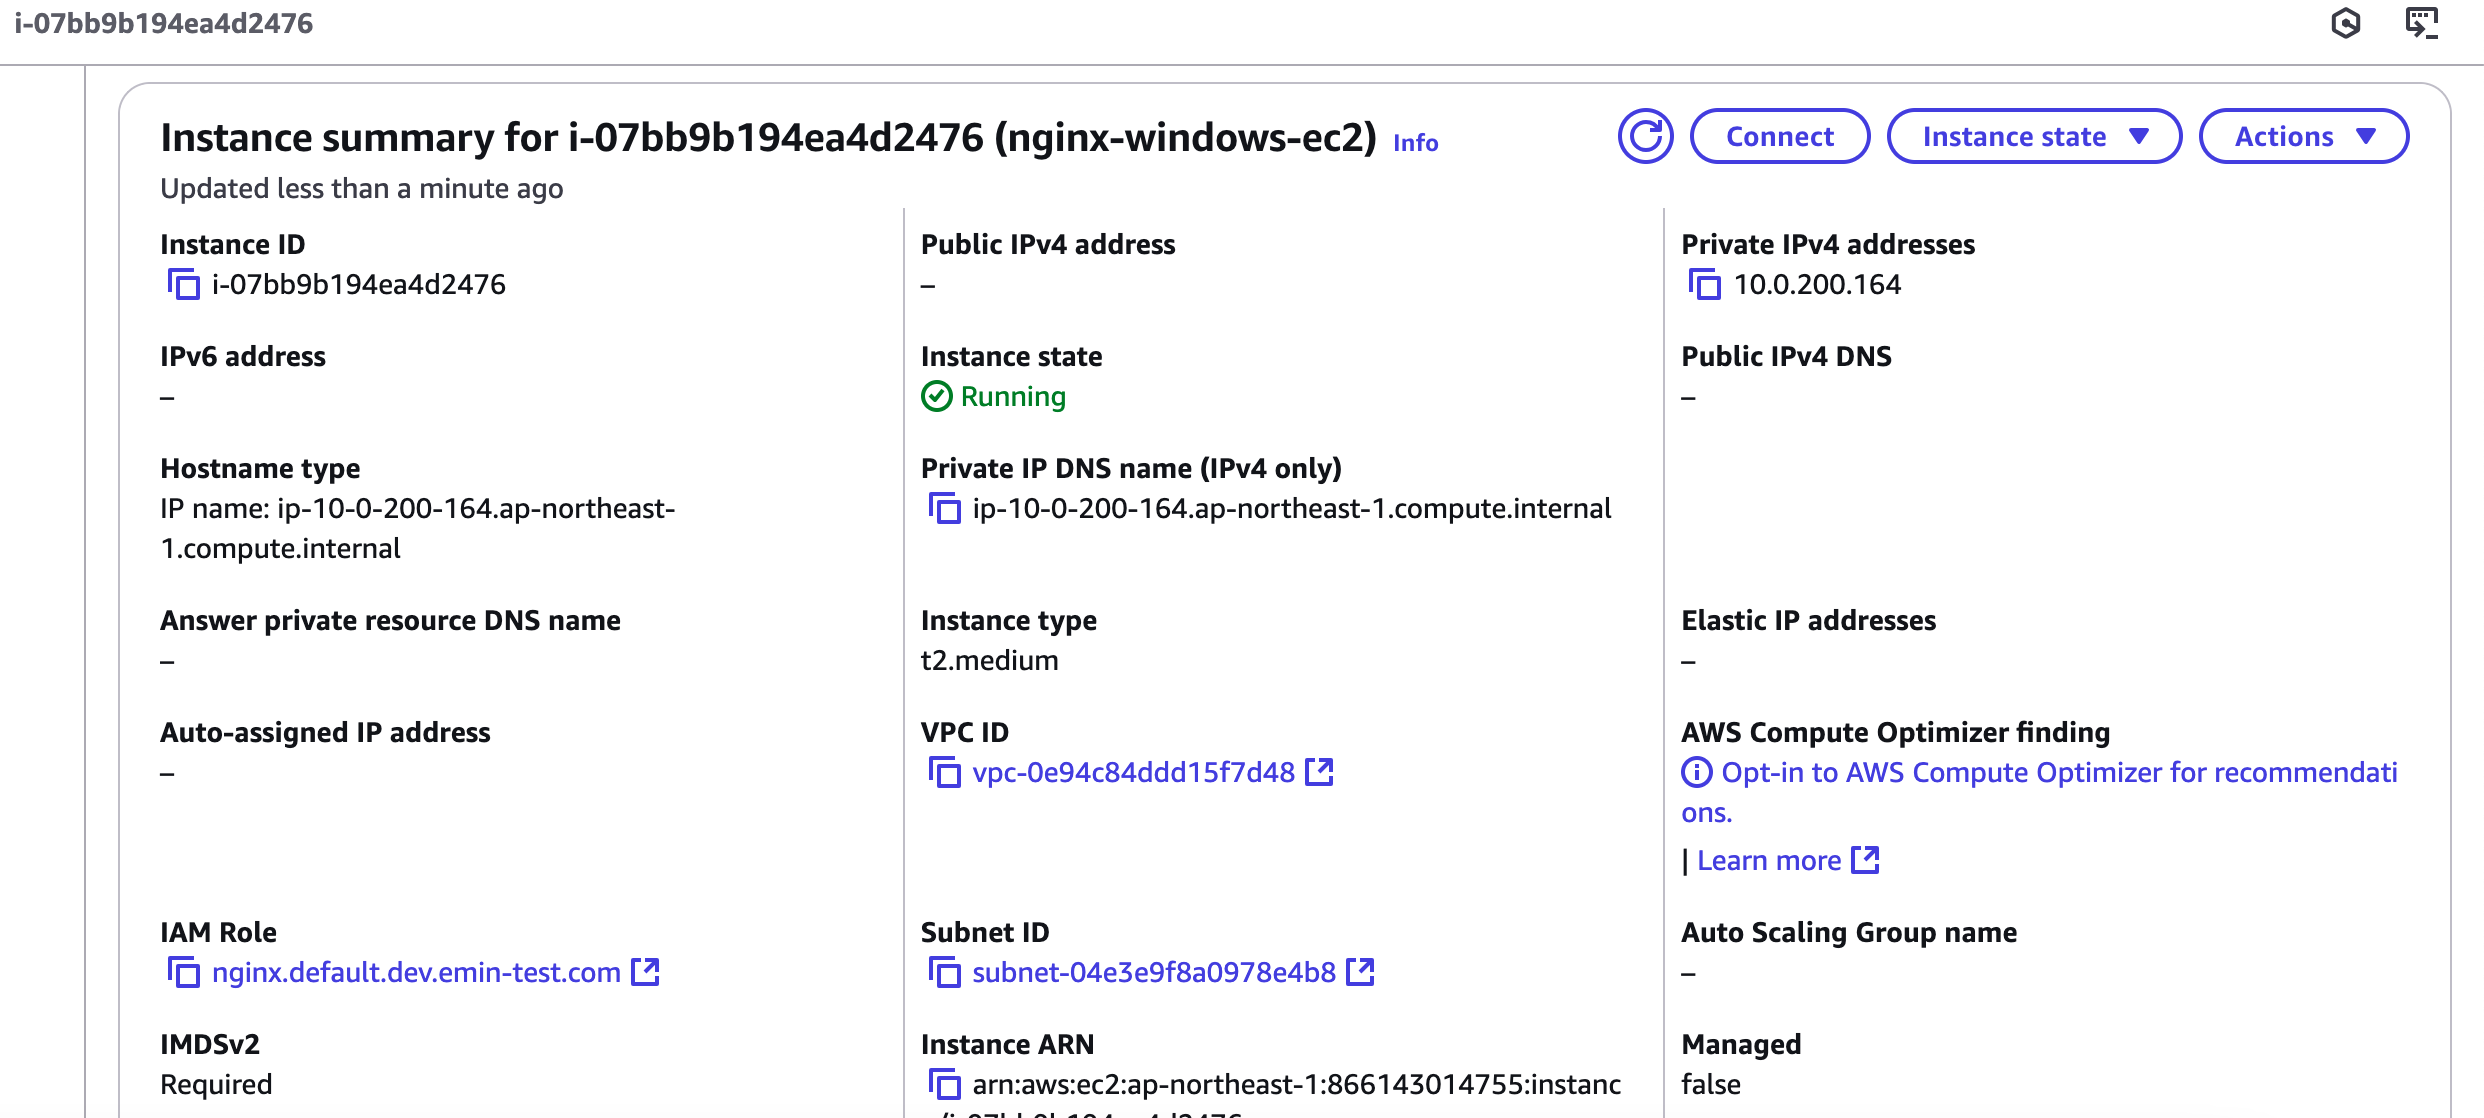 i-07bb9b194ea4d2476
Instance summary for i-07bb9b194ea4d2476 (nginx-windows-ec2) Info
Connect
Instance state
Actions
Updated less than a minute ago
Instance ID
i-07bb9b194ea4d2476
Public IPv4 address
–
Private IPv4 addresses
10.0.200.164
IPv6 address
–
Instance state
Running
Public IPv4 DNS
–
Hostname type
IP name: ip-10-0-200-164.ap-northeast-
1.compute.internal
Private IP DNS name (IPv4 only)
ip-10-0-200-164.ap-northeast-1.compute.internal
Answer private resource DNS name
–
Instance type
t2.medium
Elastic IP addresses
–
Auto-assigned IP address
–
VPC ID
vpc-0e94c84ddd15f7d48
AWS Compute Optimizer finding
Opt-in to AWS Compute Optimizer for recommendati
ons.
| Learn more
IAM Role
nginx.default.dev.emin-test.com
Subnet ID
subnet-04e3e9f8a0978e4b8
Auto Scaling Group name
–
IMDSv2
Required
Instance ARN
arn:aws:ec2:ap-northeast-1:866143014755:instanc
Managed
false